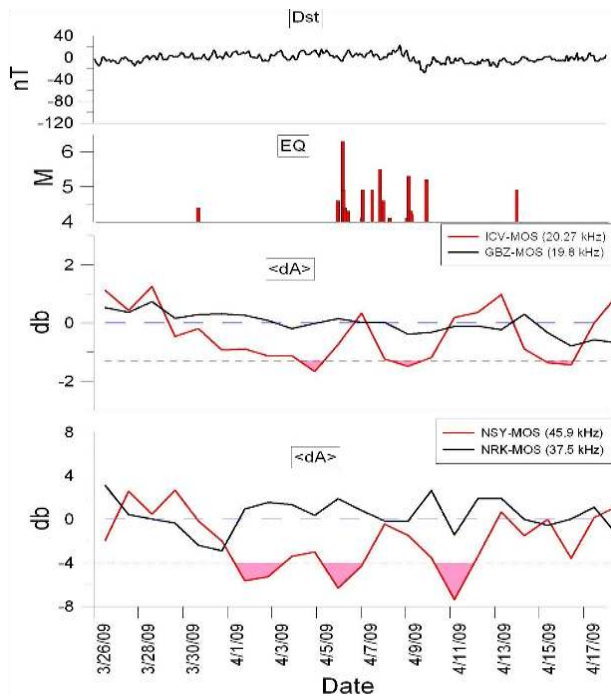 Dst
40
0
-40
-80
-120
nT
EQ
6
5
4
M
ICV-MOS (20.27 kHz)
GBZ-MOS (19.8 kHz)
<dA>
2
0
-2
db
NSY-MOS (45.9 kHz)
NRK-MOS (37.5 kHz)
<dA>
8
4
0
-4
-8
db
3/26/09
3/28/09
3/30/09
4/1/09
4/3/09
4/5/09
4/7/09
4/9/09
4/11/09
4/13/09
4/15/09
4/17/09
Date